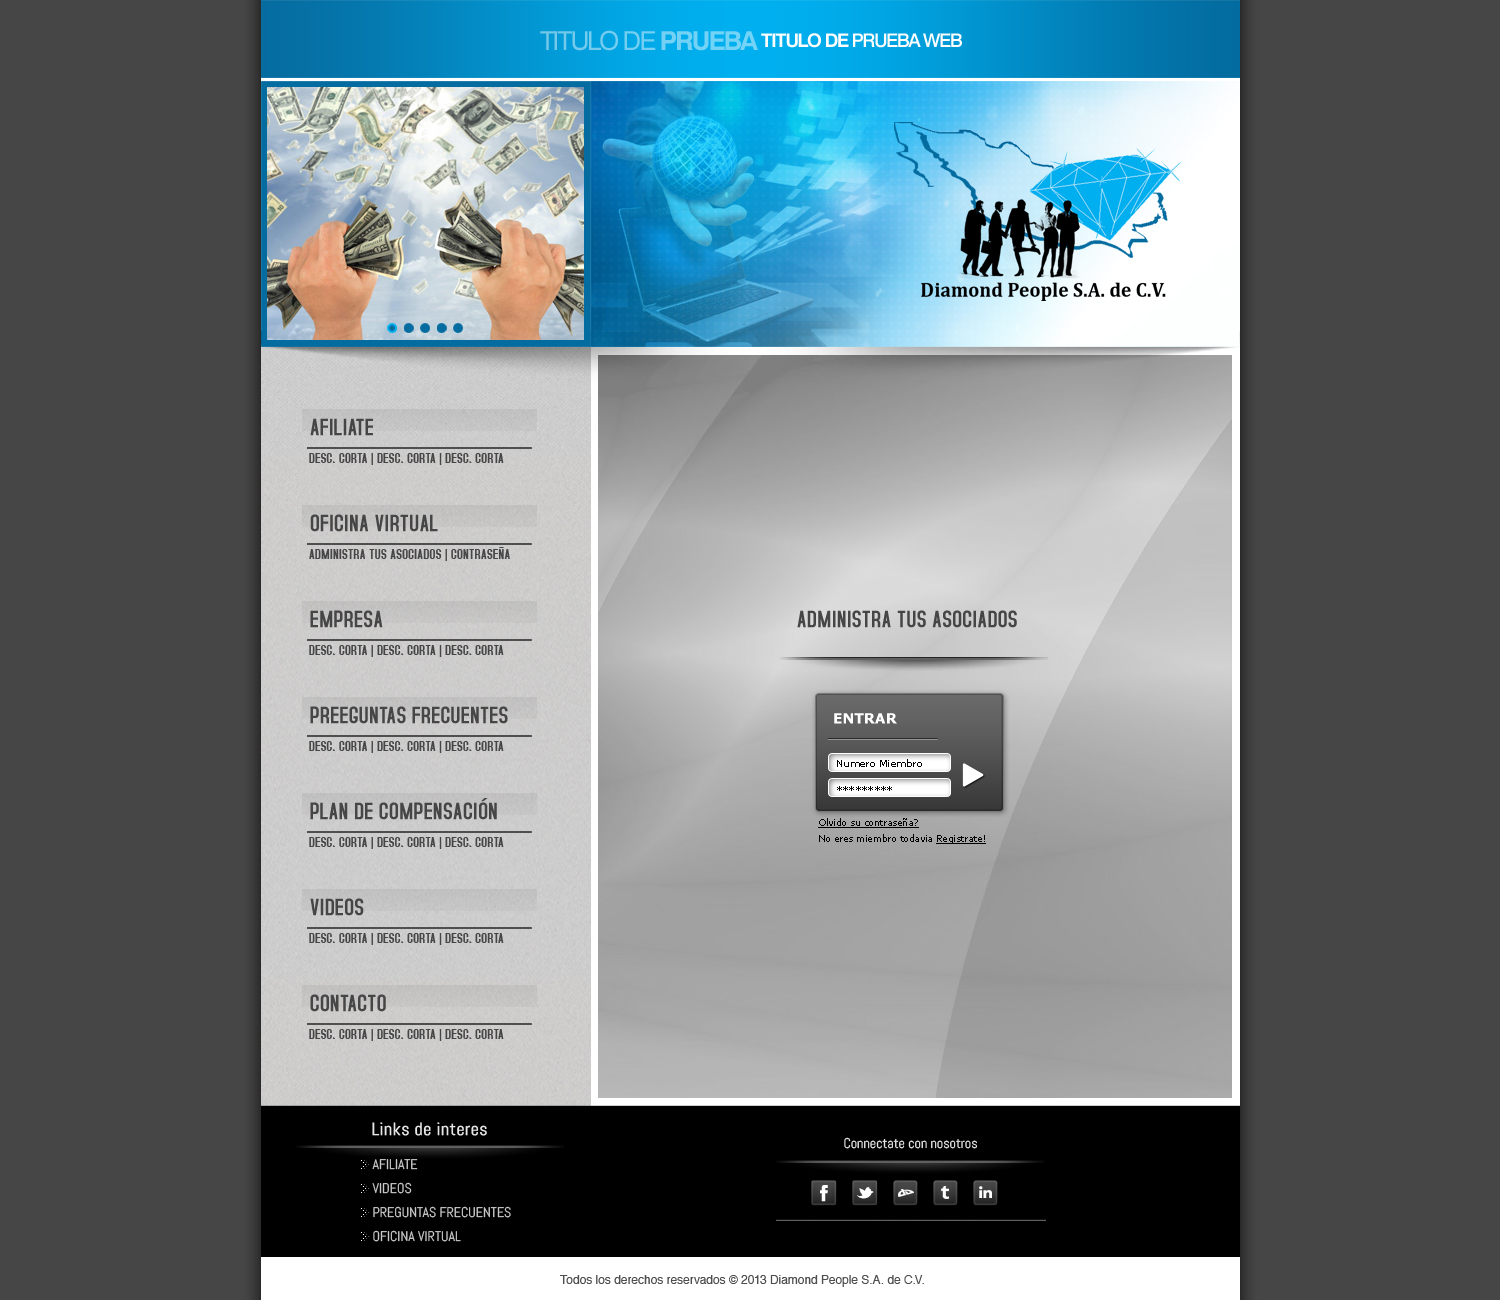 TITULO DE PRUEBA TITULO DE PRUEBA WEB
Diamond People S.A. de C.V.
AFILIATE
DESC. CORTA | DESC. CORTA | DESC. CORTA
OFICINA VIRTUAL
ADMINISTRA TUS ASOCIADOS | CONTRASEÑA
EMPRESA
DESC. CORTA | DESC. CORTA | DESC. CORTA
PREEGUNTAS FRECUENTES
DESC. CORTA | DESC. CORTA | DESC. CORTA
PLAN DE COMPENSACIÓN
DESC. CORTA | DESC. CORTA | DESC. CORTA
VIDEOS
DESC. CORTA | DESC. CORTA | DESC. CORTA
CONTACTO
DESC. CORTA | DESC. CORTA | DESC. CORTA
ADMINISTRA TUS ASOCIADOS
ENTRAR
Numero Miembro
*********
Olvido su contraseña?
No eres miembro todavia Registrate!
Links de interes
AFILIATE
VIDEOS
PREGUNTAS FRECUENTES
OFICINA VIRTUAL
Connectate con nosotros
Todos los derechos reservados © 2013 Diamond People S.A. de C.V.